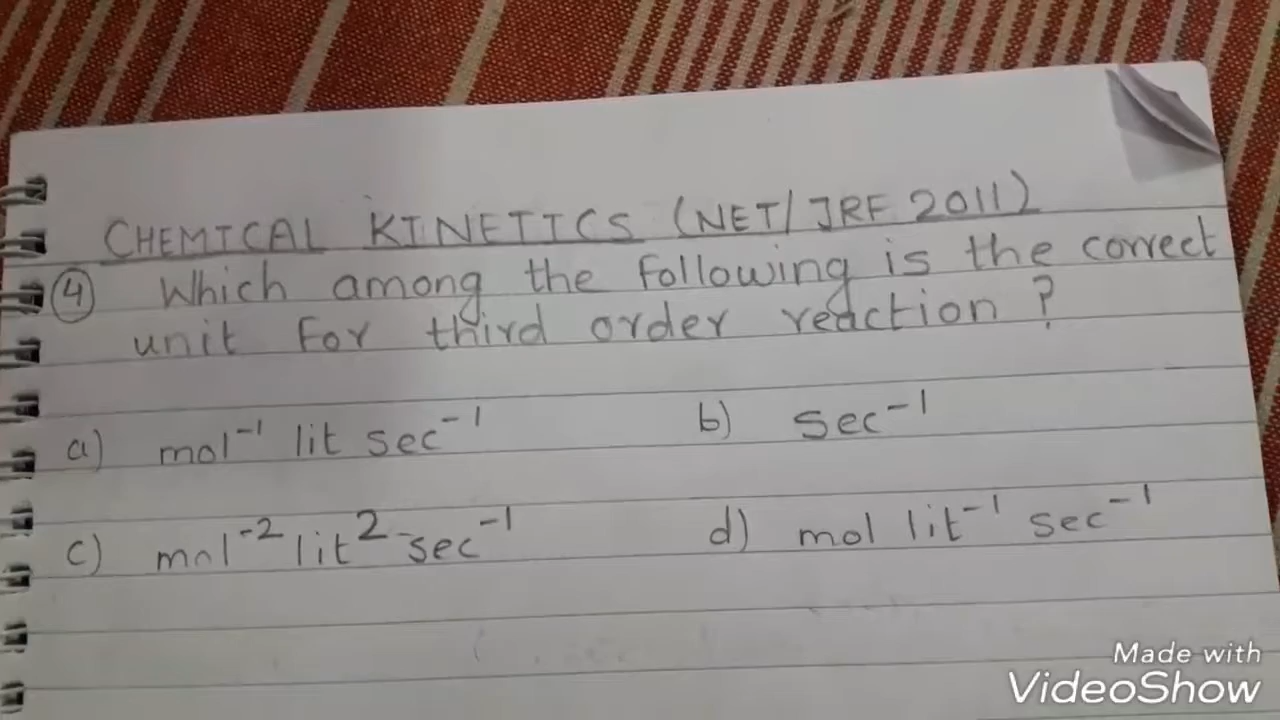 CHEMICAL KINETICS (NET/JRF 2011)
④ Which among the following is the correct
unit for third order reaction ?
a) mol⁻¹ lit sec⁻¹ b) sec⁻¹
c) mol⁻² lit² sec⁻¹ d) mol lit⁻¹ sec⁻¹
Made with
VideoShow